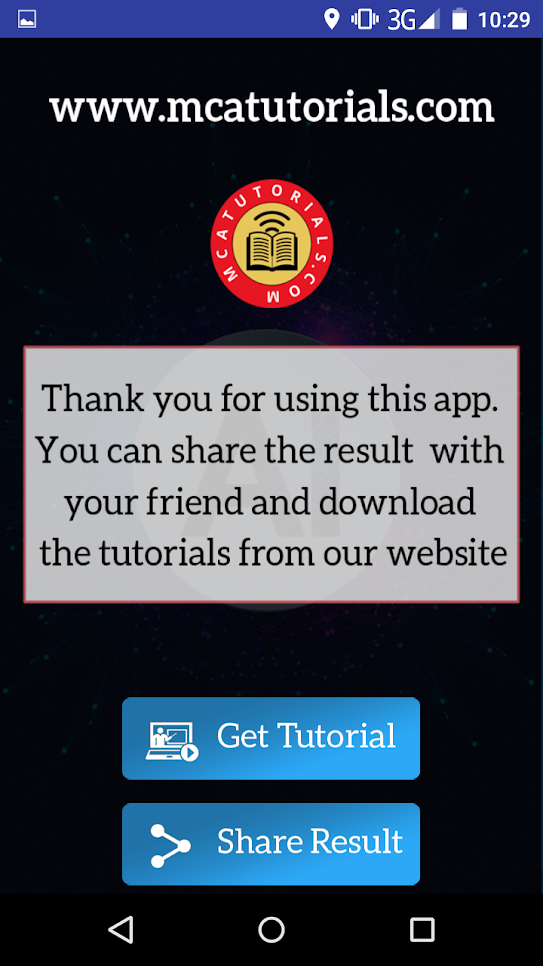 3G 10:29
www.mcatutorials.com
MCATUTORIALS.COM
Thank you for using this app.
You can share the result with
your friend and download
the tutorials from our website
Get Tutorial
Share Result